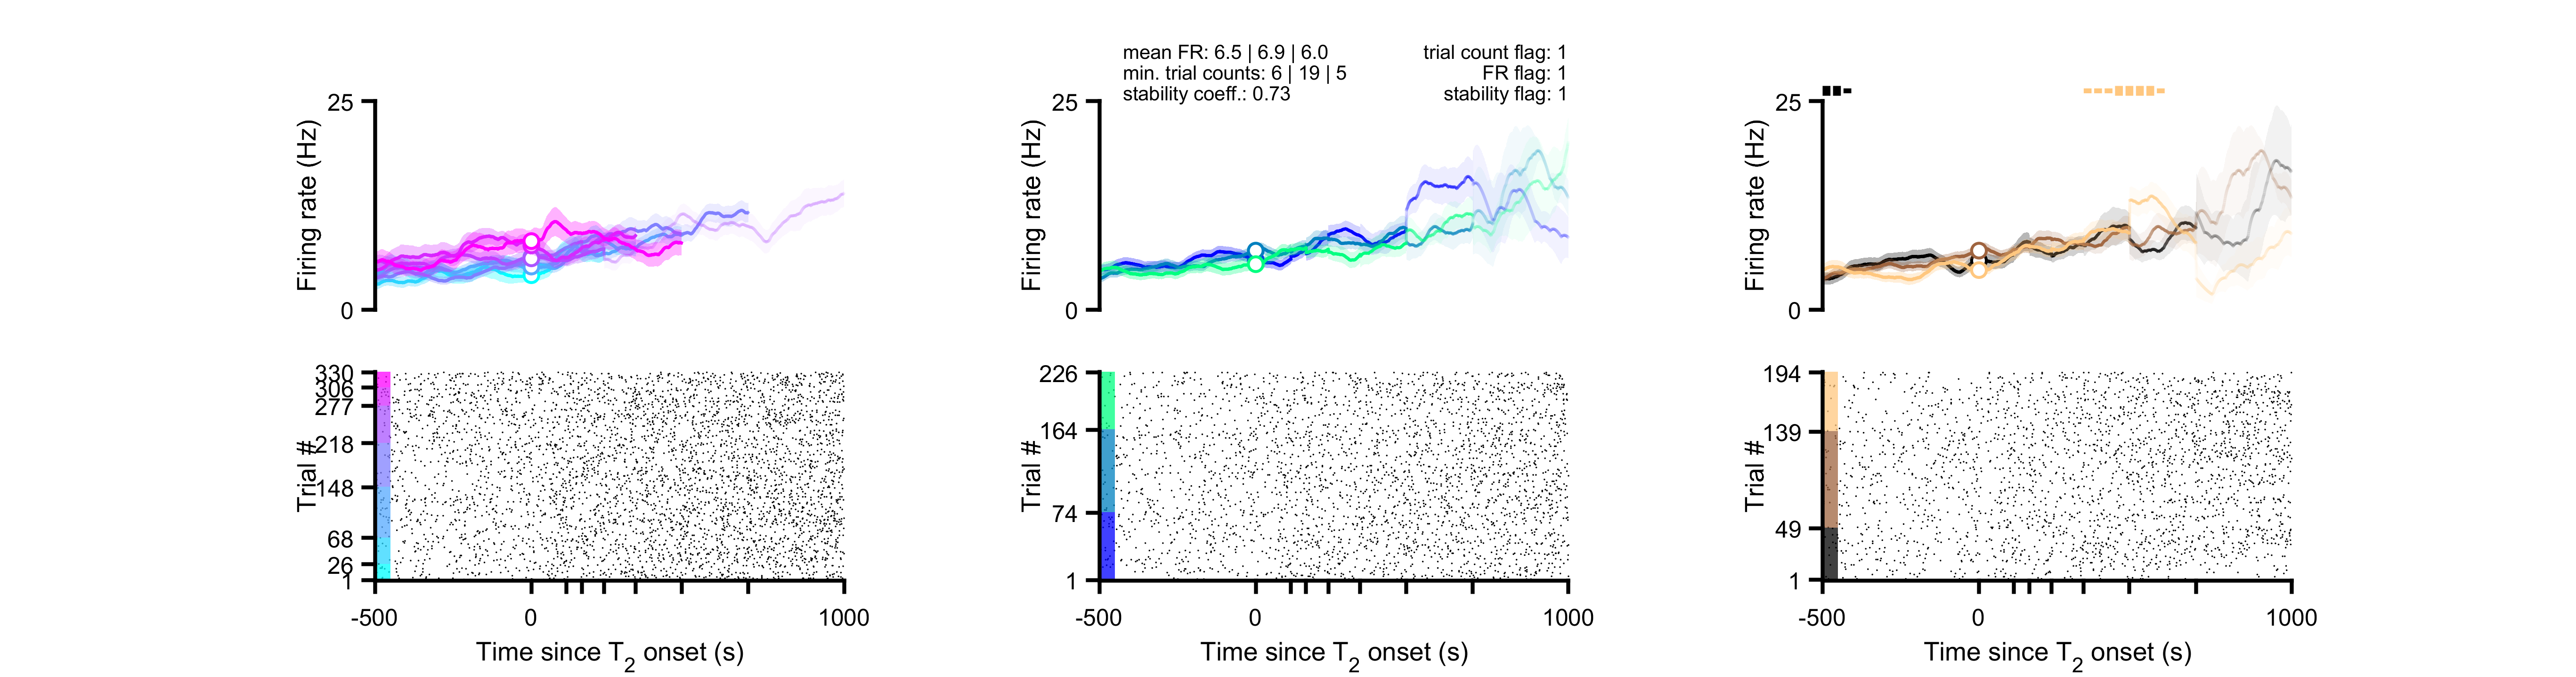 mean FR: 6.5 | 6.9 | 6.0
min. trial counts: 6 | 19 | 5
stability coeff.: 0.73
trial count flag: 1
FR flag: 1
stability flag: 1
25
Firing rate (Hz)
0
330
306
277
218
148
68
26
1
Trial #
-500
0
1000
Time since T2 onset (s)
25
Firing rate (Hz)
0
226
164
74
1
Trial #
-500
0
1000
Time since T2 onset (s)
25
Firing rate (Hz)
0
194
139
49
1
Trial #
-500
0
1000
Time since T2 onset (s)